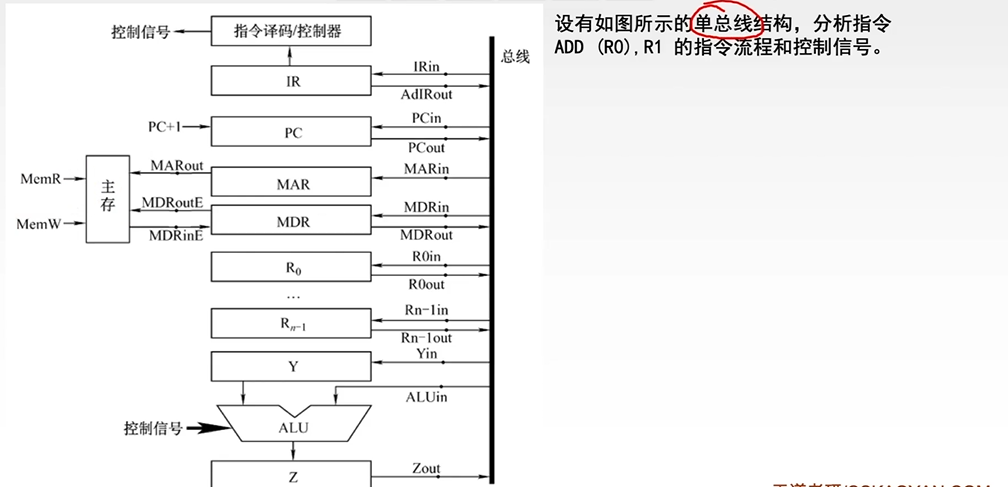 设有如图所示的单总线结构，分析指令
ADD (R0),R1 的指令流程和控制信号。
控制信号
指令译码/控制器
总线
IRin
IR
AdIRout
PC+1
PCin
PC
PCout
MARout
MARin
MemR
主存
MAR
MDRoutE
MDRin
MemW
MDR
MDRinE
MDRout
R0in
R₀
R0out
...
Rn-1in
Rₙ₋₁
Rn-1out
Yin
Y
ALUin
控制信号
ALU
Zout
Z